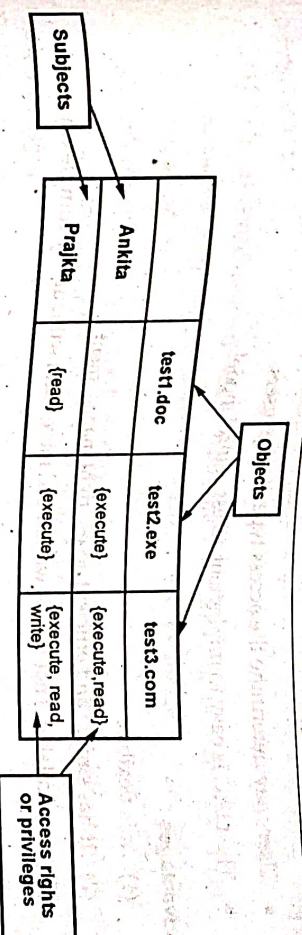 Objects
test1.doc test2.exe test3.com
Subjects
Ankita {execute} {execute,read}
Prajkta {read} {execute} {execute, read,
write}
Access rights
or privileges